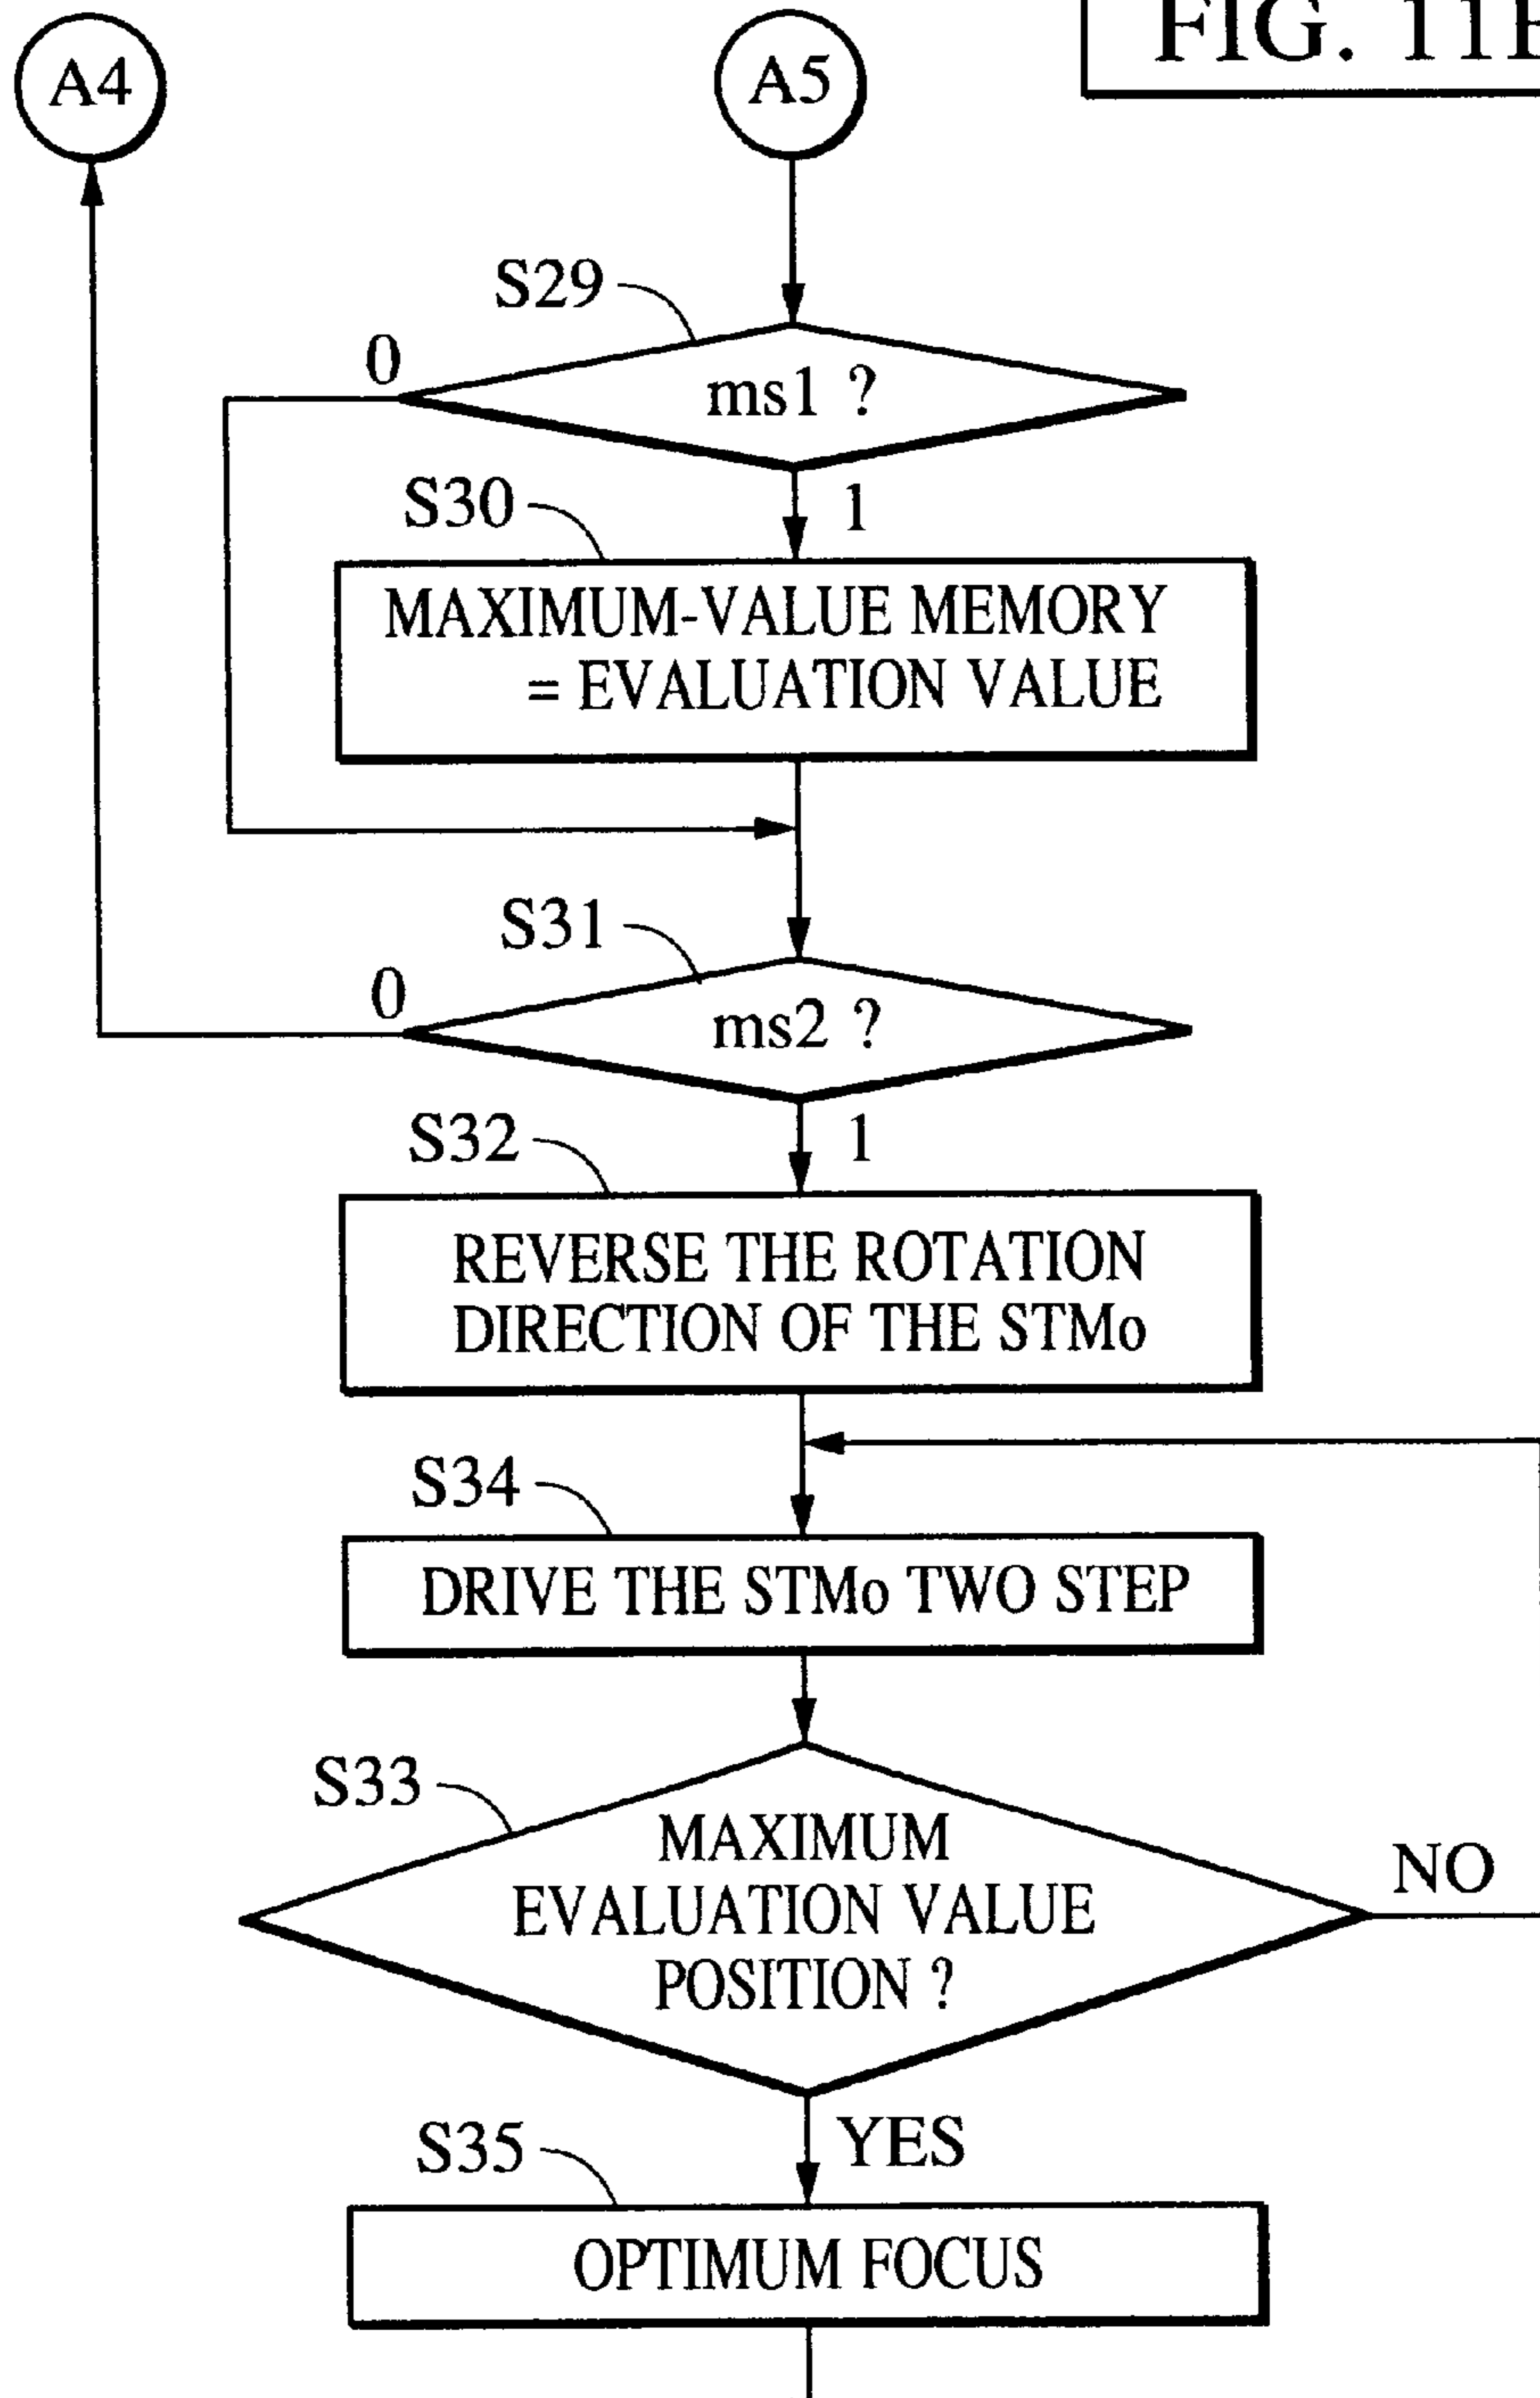 A4
A5
FIG. 11
S29
0
ms1 ?
S30
1
MAXIMUM-VALUE MEMORY
= EVALUATION VALUE
S31
0
ms2 ?
S32
1
REVERSE THE ROTATION
DIRECTION OF THE STMo
S34
DRIVE THE STMo TWO STEP
S33
MAXIMUM
EVALUATION VALUE
POSITION ?
NO
S35
YES
OPTIMUM FOCUS